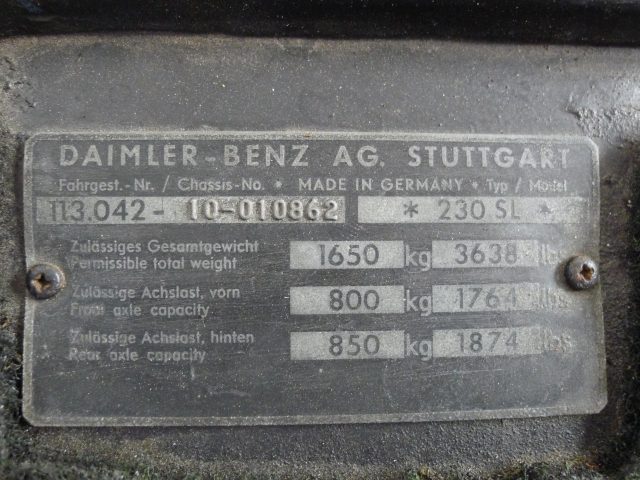 DAIMLER-BENZ AG. STUTTGART
Fahrgest.-Nr. / Chassis-No. * MADE IN GERMANY * Typ / Model
113.042- 10-010862 * 230 SL *
Zulässiges Gesamtgewicht
Permissible total weight 1650 kg 3638 lbs
Zulässige Achslast, vorn
Front axle capacity 800 kg 1764 lbs
Zulässige Achslast, hinten
Rear axle capacity 850 kg 1874 lbs